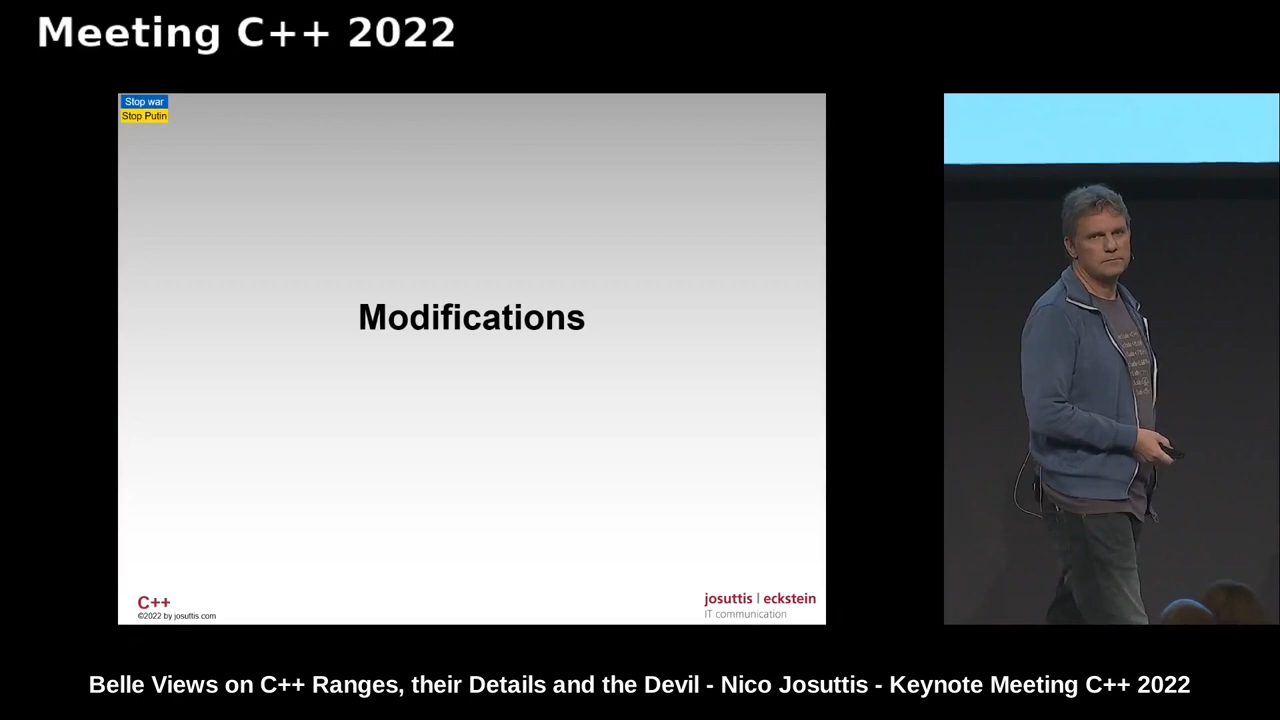 Meeting C++ 2022
Stop war
Stop Putin
Modifications
C++
©2022 by josuttis.com
josuttis | eckstein
IT communication
Belle Views on C++ Ranges, their Details and the Devil - Nico Josuttis - Keynote Meeting C++ 2022